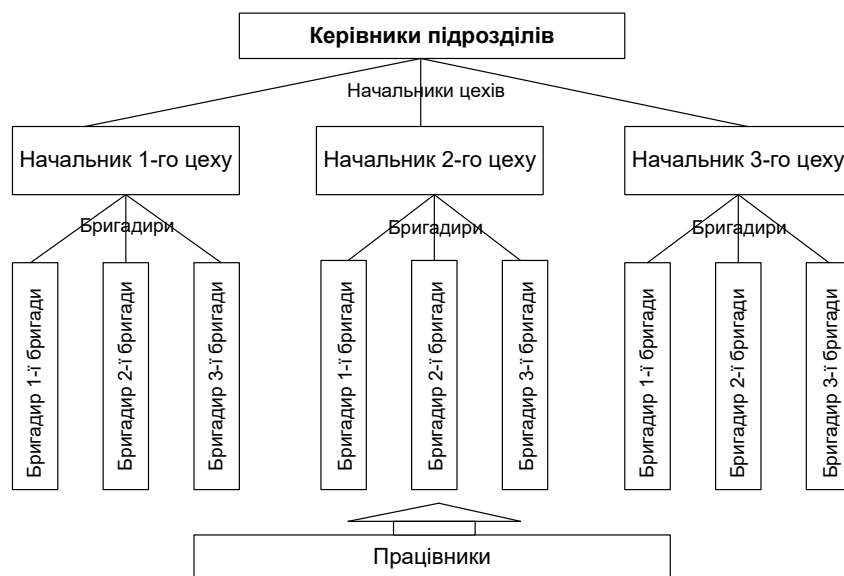 Керівники підрозділів
Начальники цехів
Начальник 1-го цеху
Начальник 2-го цеху
Начальник 3-го цеху
Бригадири
Бригадири
Бригадири
Бригадир 1-ї бригади
Бригадир 2-ї бригади
Бригадир 3-ї бригади
Бригадир 1-ї бригади
Бригадир 2-ї бригади
Бригадир 3-ї бригади
Бригадир 1-ї бригади
Бригадир 2-ї бригади
Бригадир 3-ї бригади
Працівники